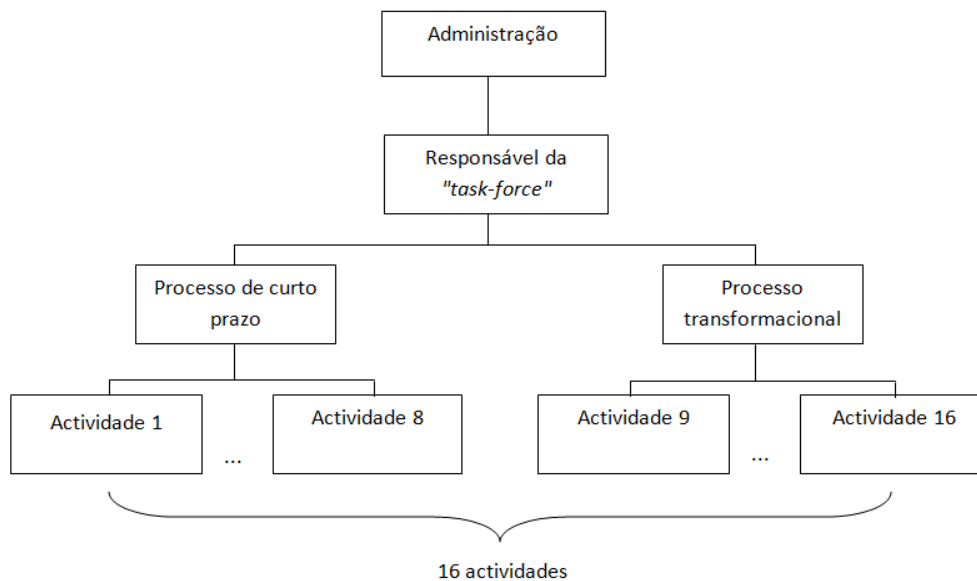 Administração
Responsável da
"task-force"
Processo de curto
prazo
Processo
transformacional
Actividade 1
...
Actividade 8
Actividade 9
...
Actividade 16
16 actividades